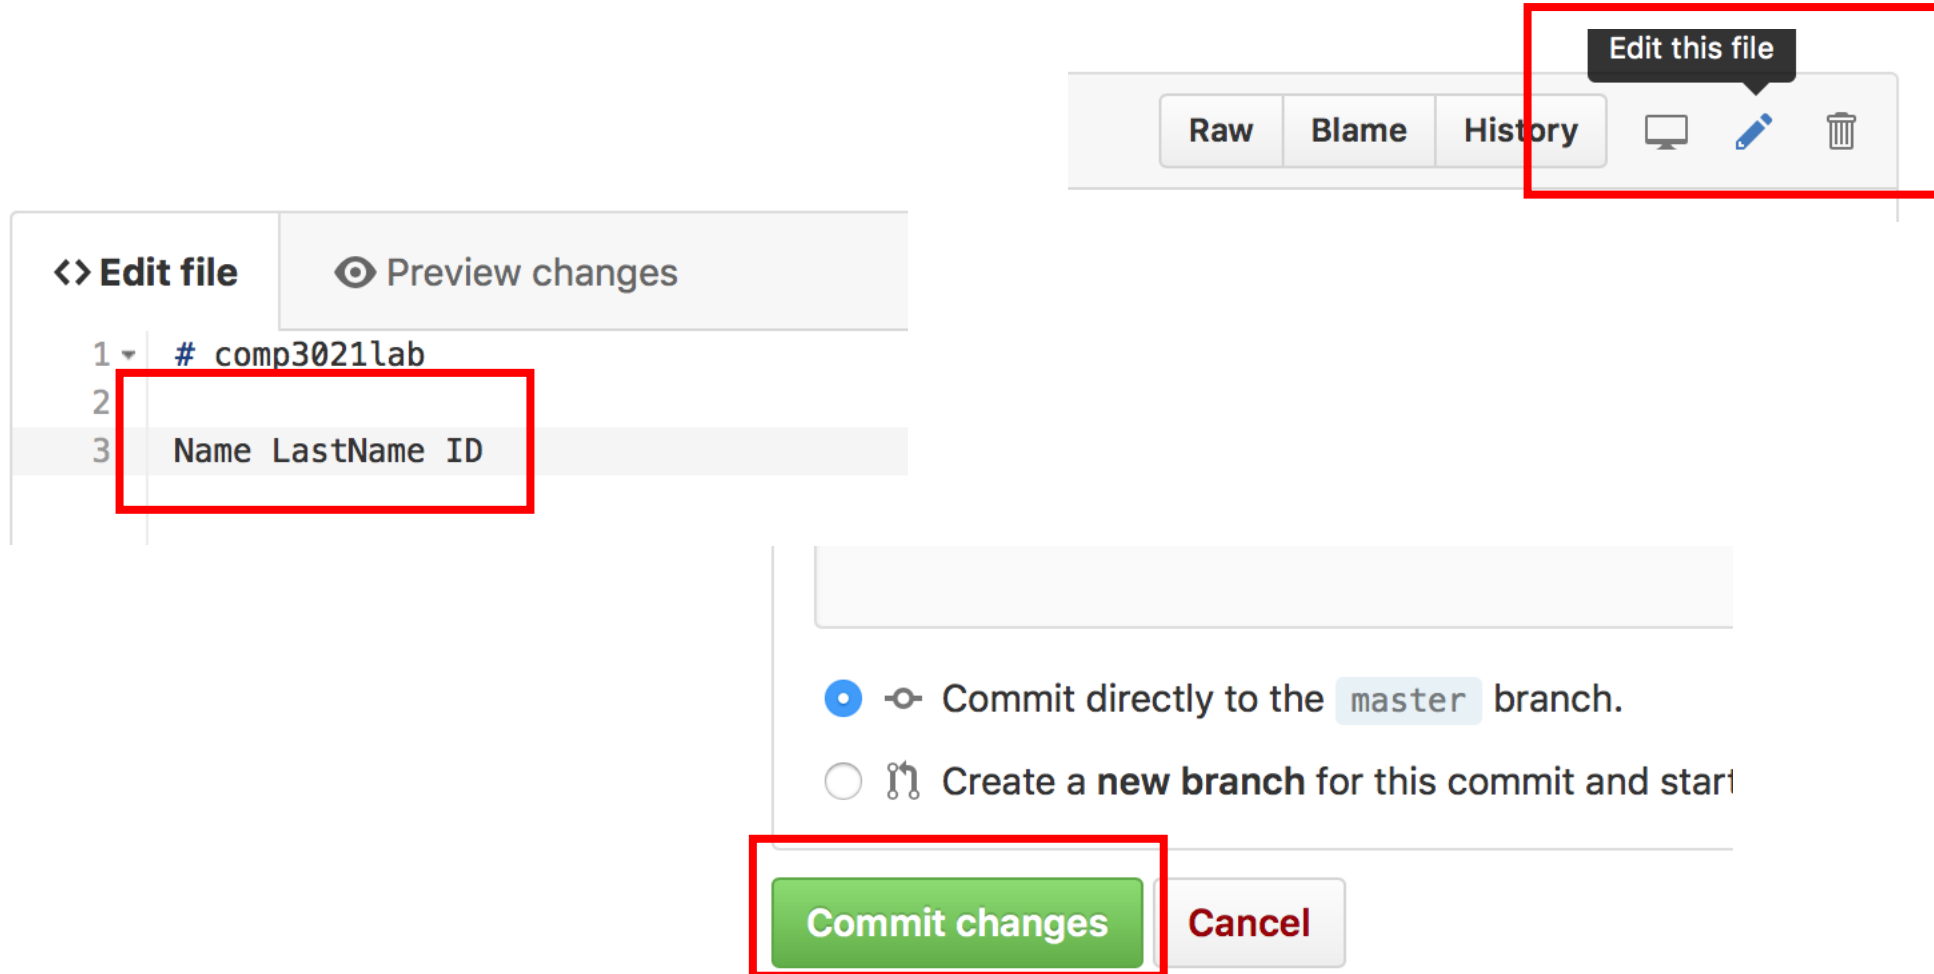 Edit this file
Raw Blame History
Edit file Preview changes
1 # comp3021lab
2
3 Name LastName ID
Commit directly to the master branch.
Create a new branch for this commit and start
Commit changes Cancel